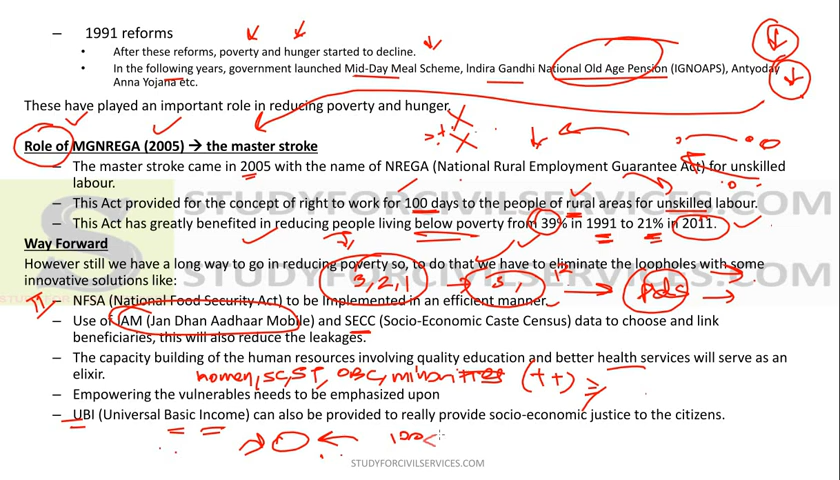 – 1991 reforms
• After these reforms, poverty and hunger started to decline.
• In the following years, government launched Mid-Day Meal Scheme, Indira Gandhi National Old Age Pension (IGNOAPS), Antyoday
Anna Yojana etc.
These have played an important role in reducing poverty and hunger.
Role of MGNREGA (2005) → the master stroke
– The master stroke came in 2005 with the name of NREGA (National Rural Employment Guarantee Act) for unskilled
labour.
STUDYFORCIVILSERVICES.COM
– This Act provided for the concept of right to work for 100 days to the people of rural areas for unskilled labour.
– This Act has greatly benefited in reducing people living below poverty from 39% in 1991 to 21% in 2011.
Way Forward
However still we have a long way to go in reducing poverty so, to do that we have to eliminate the loopholes with some
innovative solutions like:
3, 2, 1
– NFSA (National Food Security Act) to be implemented in an efficient manner.
– Use of JAM (Jan Dhan Aadhaar Mobile) and SECC (Socio-Economic Caste Census) data to choose and link
beneficiaries, this will also reduce the leakages.
– The capacity building of the human resources involving quality education and better health services will serve as an
elixir.
women, SC, ST, OBC, minorities (++)
– Empowering the vulnerables needs to be emphasized upon
– UBI (Universal Basic Income) can also be provided to really provide socio-economic justice to the citizens.
STUDYFORCIVILSERVICES.COM